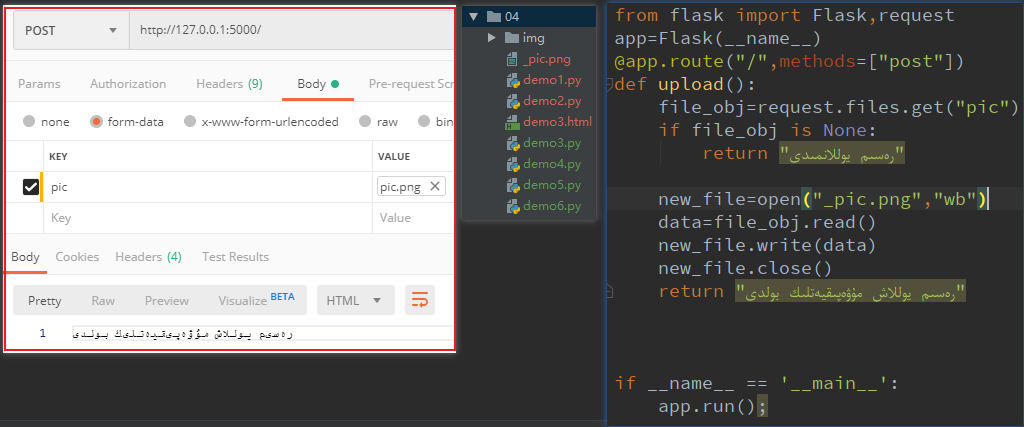 POST
http://127.0.0.1:5000/
Params Authorization Headers (9) Body Pre-request Scr
none form-data x-www-form-urlencoded raw bin
KEY VALUE
pic pic.png
Key Value
Body Cookies Headers (4) Test Results
Pretty Raw Preview Visualize BETA HTML
1 رەسىم يوللاش مۇۋەپىقىيەتلىك بولدى
04
img
_pic.png
demo1.py
demo2.py
demo3.html
demo3.py
demo4.py
demo5.py
demo6.py
from flask import Flask,request
app=Flask(__name__)
@app.route("/",methods=["post"])
def upload():
file_obj=request.files.get("pic")
if file_obj is None:
return "رەسىم يوللانمىدى"
new_file=open("_pic.png","wb")
data=file_obj.read()
new_file.write(data)
new_file.close()
return "رەسىم يوللاش مۇۋەپىقىيەتلىك بولدى"
if __name__ == '__main__':
app.run();